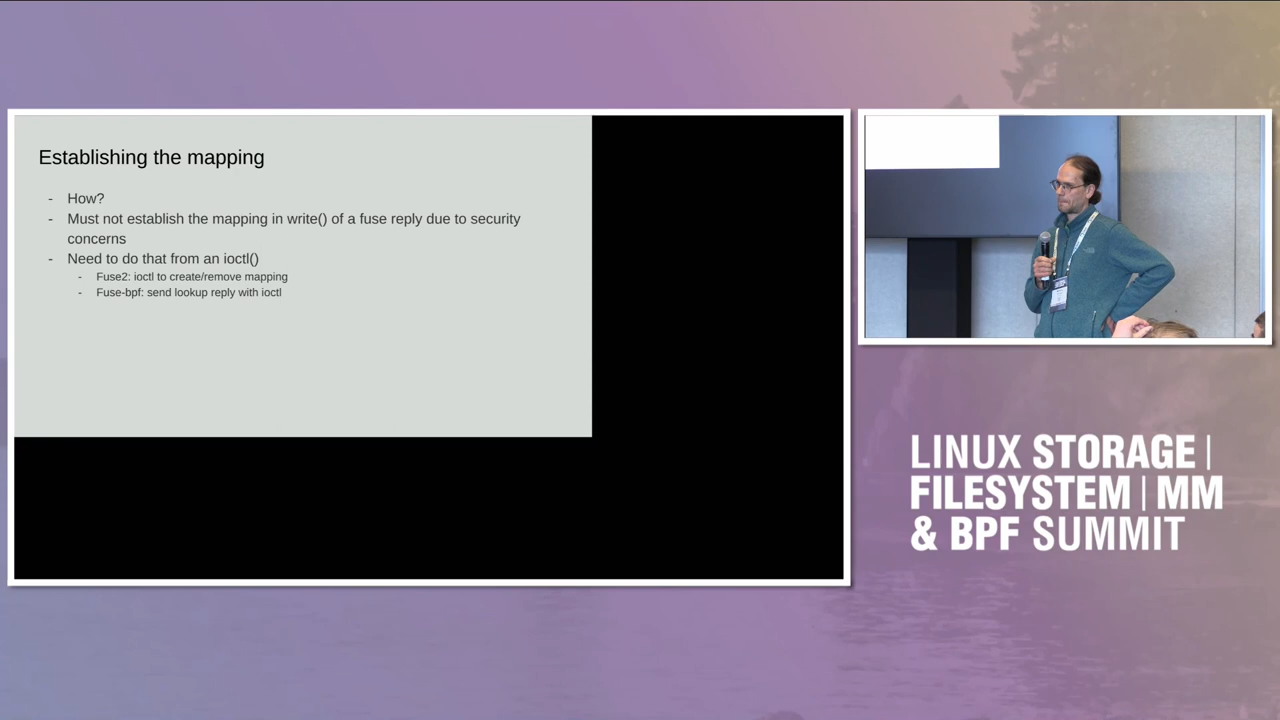 Establishing the mapping
- How?
- Must not establish the mapping in write() of a fuse reply due to security
concerns
- Need to do that from an ioctl()
- Fuse2: ioctl to create/remove mapping
- Fuse-bpf: send lookup reply with ioctl
LINUX STORAGE |
FILESYSTEM | MM
& BPF SUMMIT